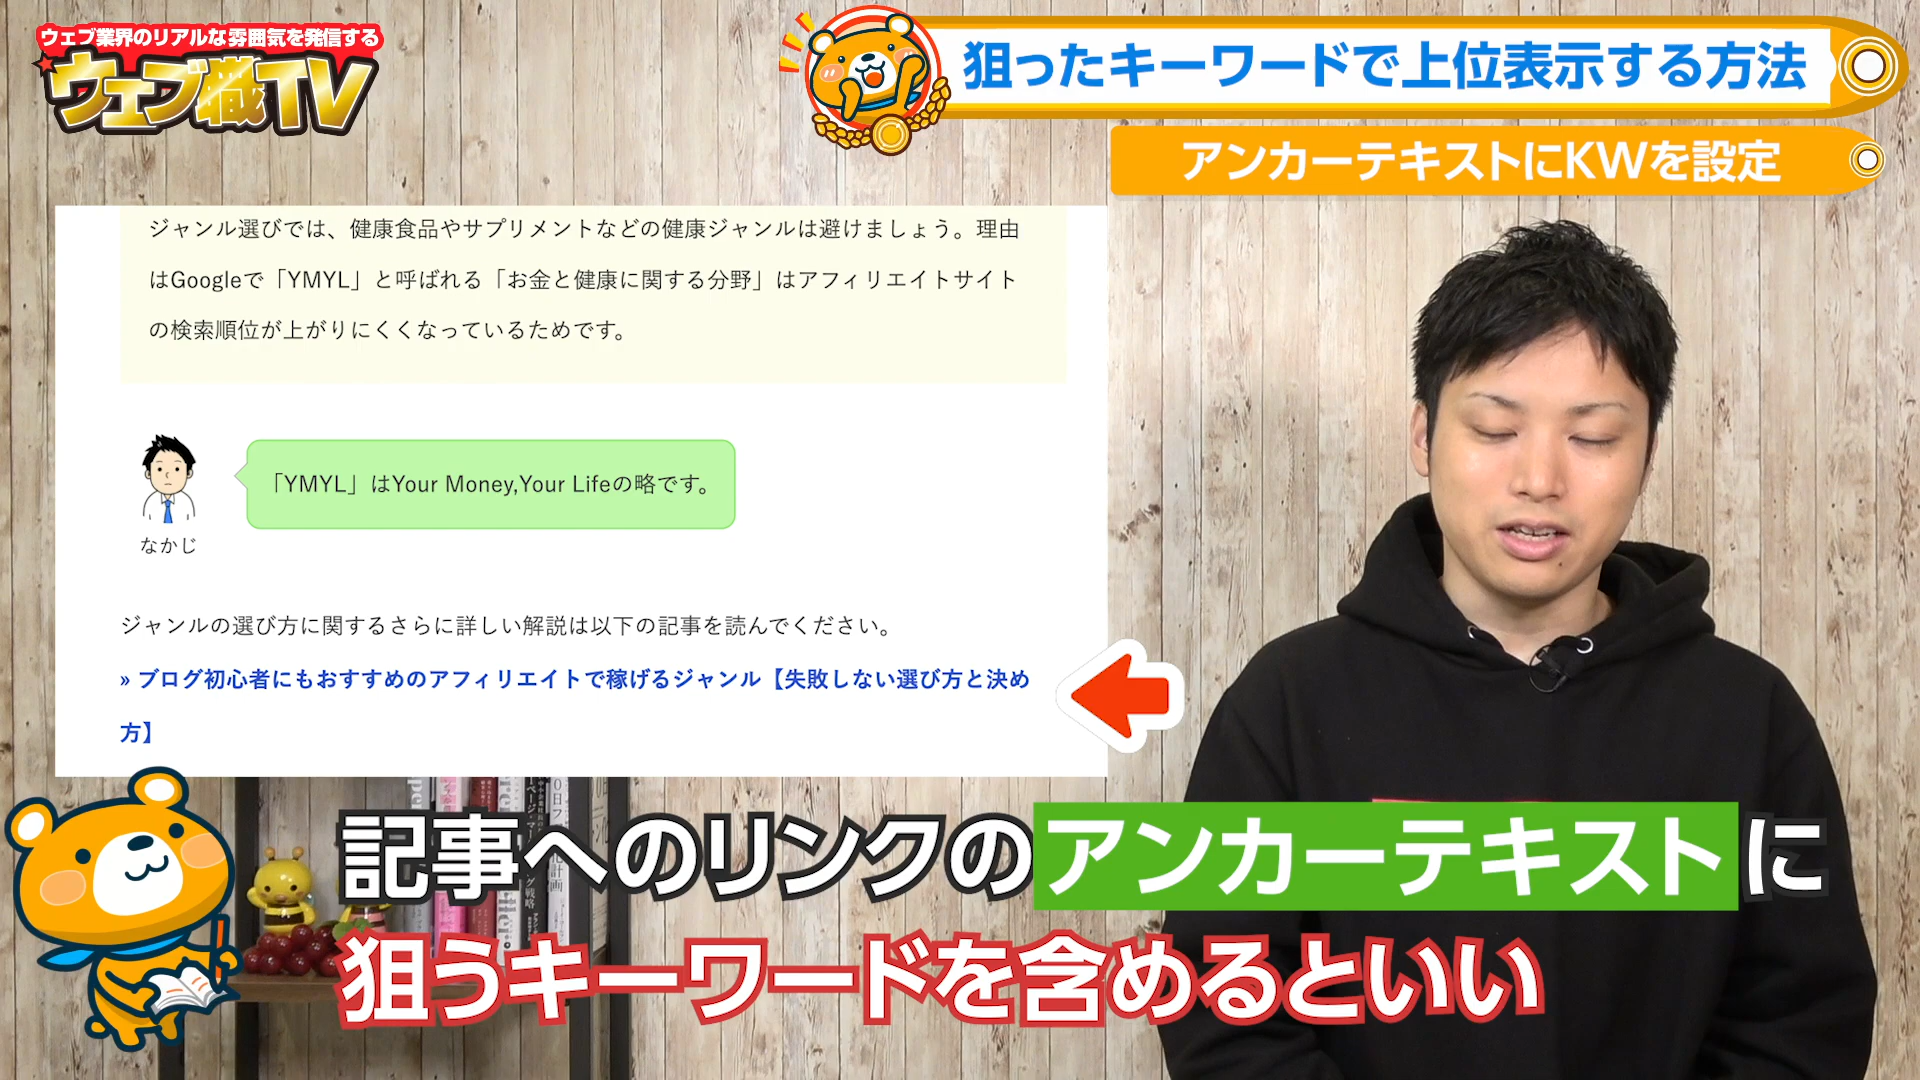 ウェブ業界のリアルな雰囲気を発信する
ウェブ職TV
狙ったキーワードで上位表示する方法
アンカーテキストにKWを設定
ジャンル選びでは、健康食品やサプリメントなどの健康ジャンルは避けましょう。理由
はGoogleで「YMYL」と呼ばれる「お金と健康に関する分野」はアフィリエイトサイト
の検索順位が上がりにくくなっているためです。
「YMYL」はYour Money,Your Lifeの略です。
なかじ
ジャンルの選び方に関するさらに詳しい解説は以下の記事を読んでください。
» ブログ初心者にもおすすめのアフィリエイトで稼げるジャンル【失敗しない選び方と決め
方】
記事へのリンクのアンカーテキストに
狙うキーワードを含めるといい